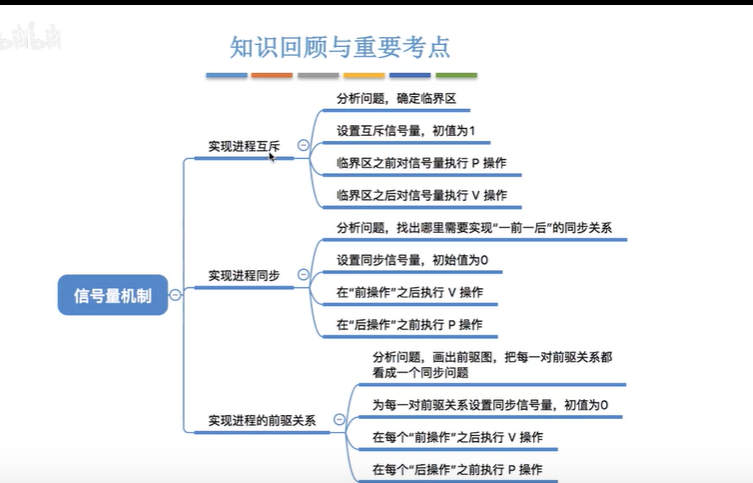 知识回顾与重要考点
分析问题，确定临界区
设置互斥信号量，初值为1
实现进程互斥
临界区之前对信号量执行 P 操作
临界区之后对信号量执行 V 操作
分析问题，找出哪里需要实现“一前一后”的同步关系
设置同步信号量，初始值为0
实现进程同步
在“前操作”之后执行 V 操作
在“后操作”之前执行 P 操作
信号量机制
分析问题，画出前驱图，把每一对前驱关系都
看成一个同步问题
为每一对前驱关系设置同步信号量，初值为0
实现进程的前驱关系
在每个“前操作”之后执行 V 操作
在每个“后操作”之前执行 P 操作